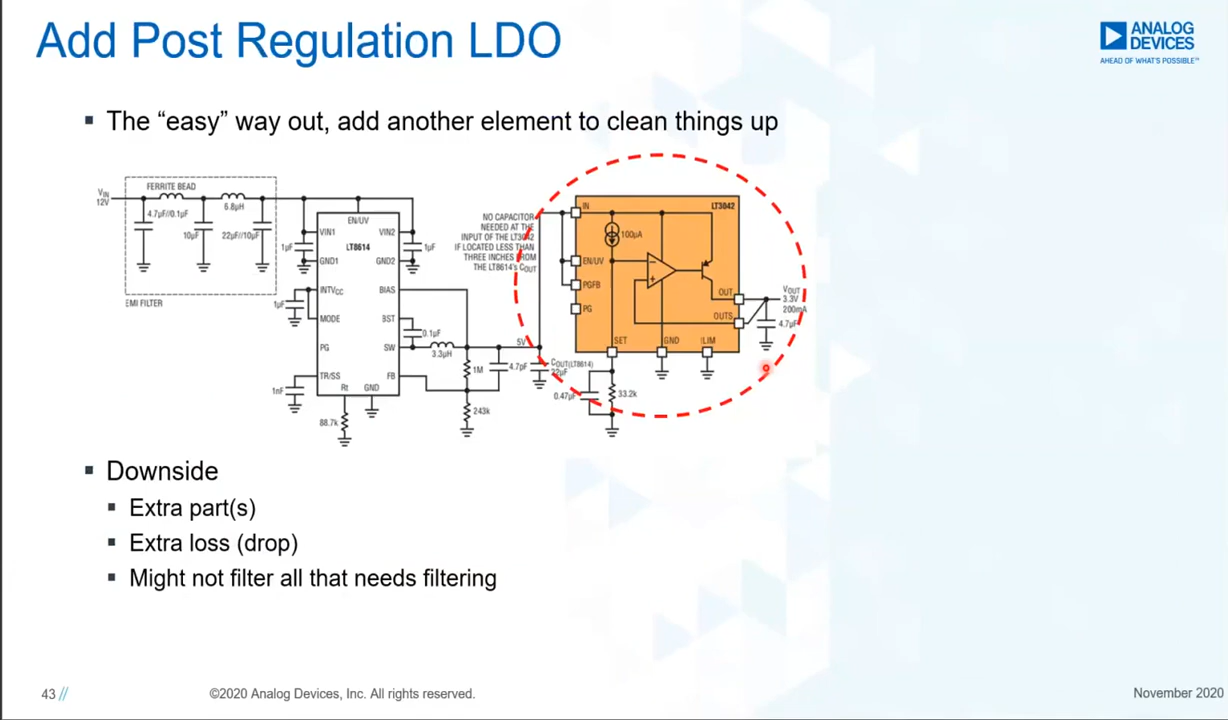 Add Post Regulation LDO
ANALOG
DEVICES
AHEAD OF WHAT'S POSSIBLE™
▪ The “easy” way out, add another element to clean things up
VIN
12V
FERRITE BEAD
4.7µF//0.1µF
10µF
6.8µH
22µF//10µF
EMI FILTER
1µF
EN/UV
VIN1
VIN2
LT8614
GND1
GND2
1µF
INTVCC
BIAS
1µF
MODE
BST
0.1µF
PG
SW
3.3µH
TR/SS
FB
1nF
Rt
GND
88.7k
1M
243k
4.7pF
5V
COUT(LT8614)
22µF
NO CAPACITOR
NEEDED AT THE
INPUT OF THE LT3042
IF LOCATED LESS THAN
THREE INCHES FROM
THE LT8614's COUT
IN
LT3042
100µA
EN/UV
PGFB
PG
OUT
OUTS
SET
GND
ILIM
0.47µF
33.2k
VOUT
3.3V
200mA
4.7µF
▪ Downside
▪ Extra part(s)
▪ Extra loss (drop)
▪ Might not filter all that needs filtering
43 //
©2020 Analog Devices, Inc. All rights reserved.
November 2020